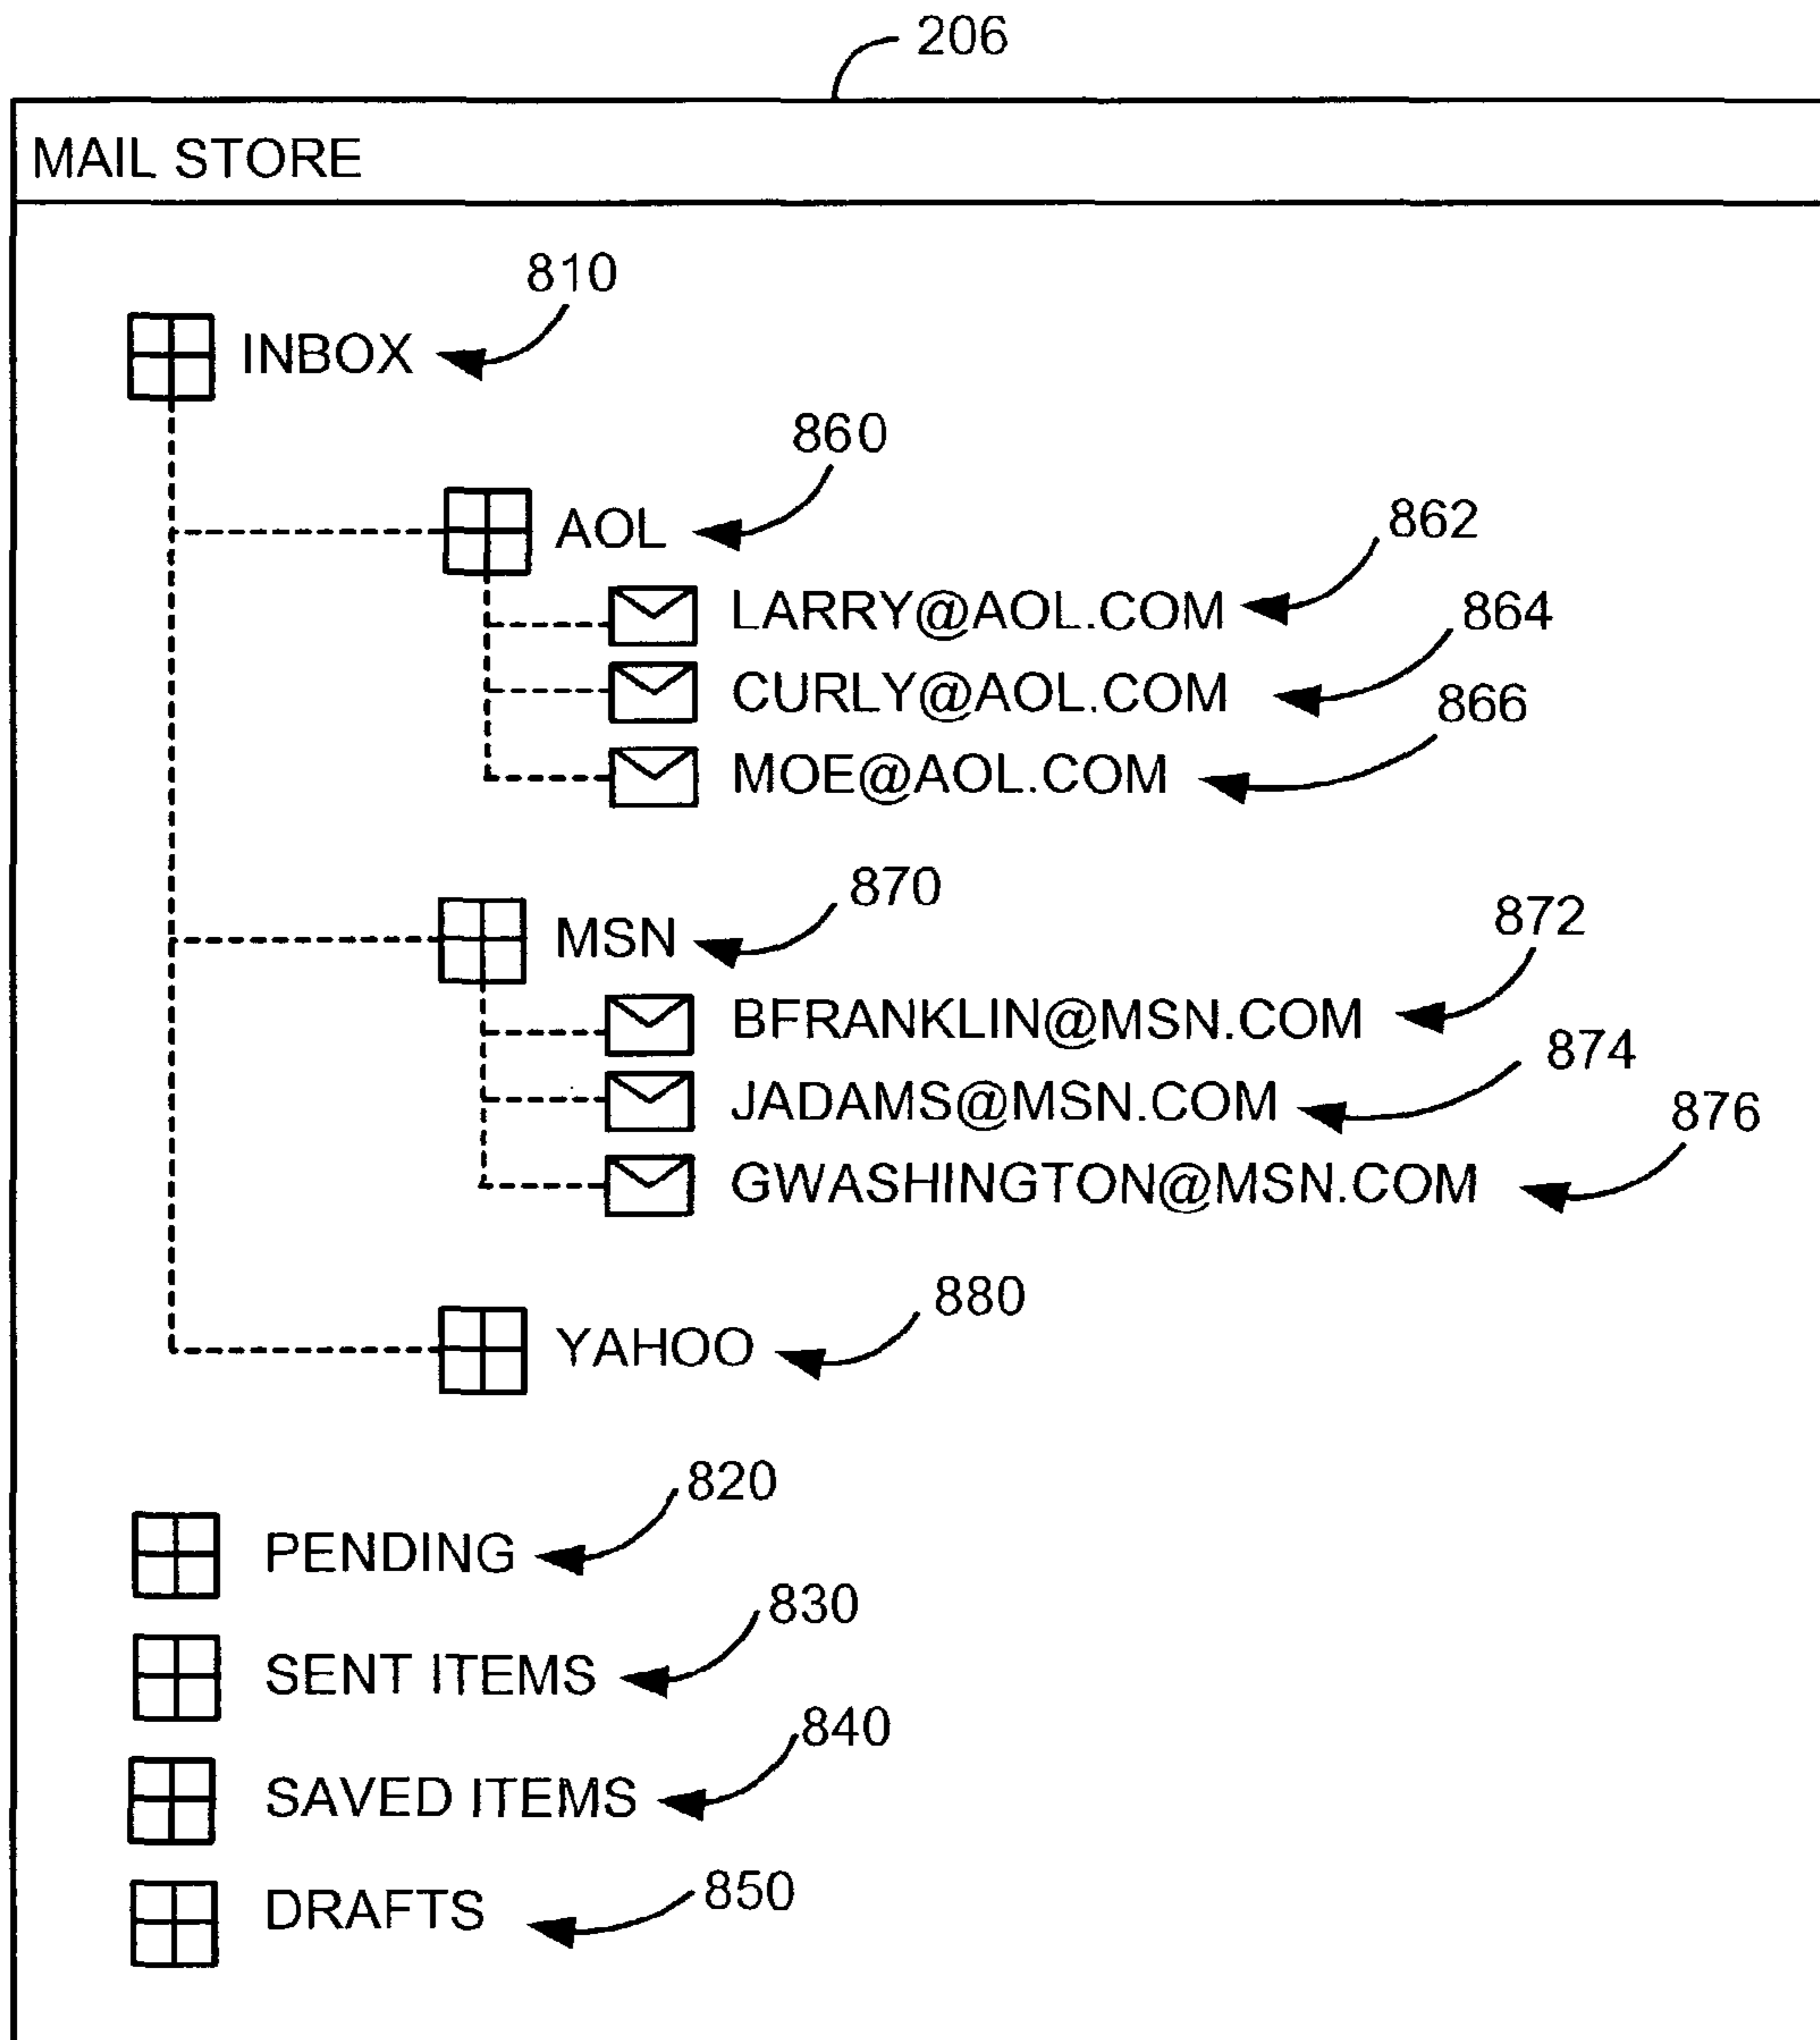 206
MAIL STORE
810
INBOX
860
AOL
862
LARRY@AOL.COM
864
CURLY@AOL.COM
866
MOE@AOL.COM
870
MSN
872
BFRANKLIN@MSN.COM
874
JADAMS@MSN.COM
876
GWASHINGTON@MSN.COM
880
YAHOO
820
PENDING
830
SENT ITEMS
840
SAVED ITEMS
850
DRAFTS